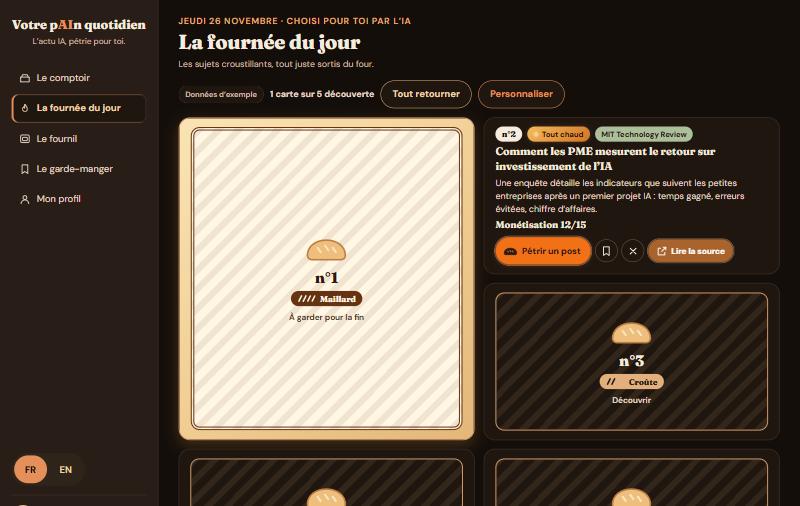 Votre pAIn quotidien
L'actu IA, pétrie pour toi.
Le comptoir
La fournée du jour
Le fournil
Le garde-manger
Mon profil
FR
EN
JEUDI 26 NOVEMBRE · CHOISI POUR TOI PAR L'IA
La fournée du jour
Les sujets croustillants, tout juste sortis du four.
Données d'exemple
1 carte sur 5 découverte
Tout retourner
Personnaliser
n°1
Maillard
À garder pour la fin
n°2
Tout chaud
MIT Technology Review
Comment les PME mesurent le retour sur
investissement de l'IA
Une enquête détaille les indicateurs que suivent les petites
entreprises après un premier projet IA : temps gagné, erreurs
évitées, chiffre d'affaires.
Monétisation 12/15
Pétrir un post
Lire la source
n°3
Croûte
Découvrir